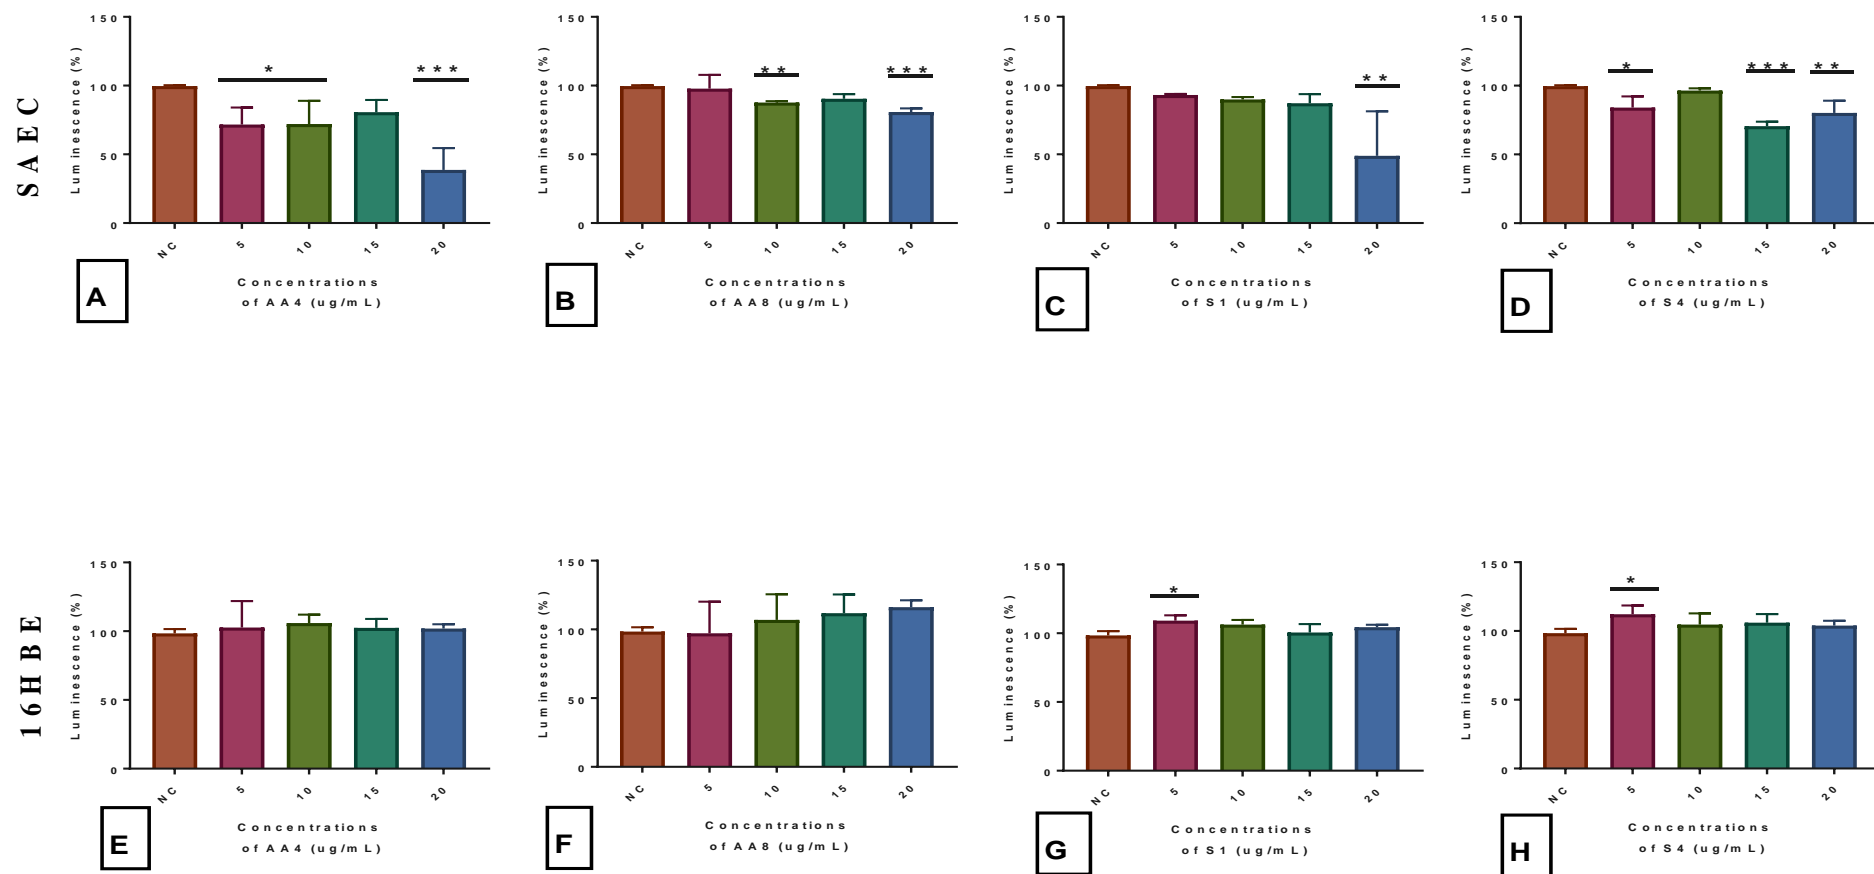 SAEC
Luminescence (%)
150
100
50
0
*
***
NC 5 10 15 20
Concentrations
of AA4 (ug/mL)
A
Luminescence (%)
150
100
50
0
**
***
NC 5 10 15 20
Concentrations
of AA8 (ug/mL)
B
Luminescence (%)
150
100
50
0
**
NC 5 10 15 20
Concentrations
of S1 (ug/mL)
C
Luminescence (%)
150
100
50
0
*
***
**
NC 5 10 15 20
Concentrations
of S4 (ug/mL)
D
16HBE
Luminescence (%)
150
100
50
0
NC 5 10 15 20
Concentrations
of AA4 (ug/mL)
E
Luminescence (%)
150
100
50
0
NC 5 10 15 20
Concentrations
of AA8 (ug/mL)
F
Luminescence (%)
150
100
50
0
*
NC 5 10 15 20
Concentrations
of S1 (ug/mL)
G
Luminescence (%)
150
100
50
0
*
NC 5 10 15 20
Concentrations
of S4 (ug/mL)
H